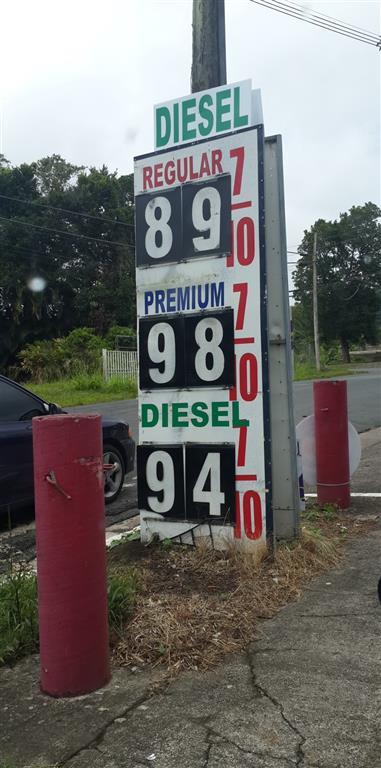 DIESEL
REGULAR
89 7/10
PREMIUM
98 7/10
DIESEL
94 7/10